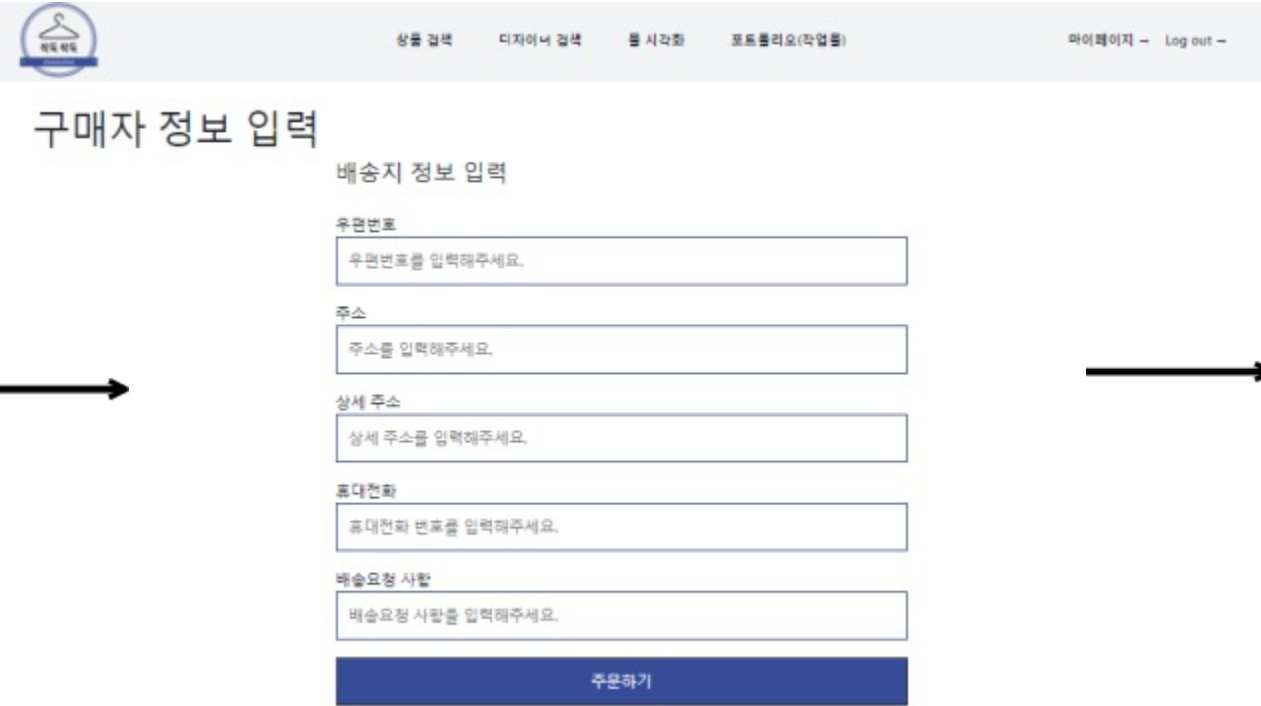 상품 검색 디자이너 검색 몰 시각화 포트폴리오(작업물) 마이페이지 → Log out →
구매자 정보 입력
배송지 정보 입력
우편번호
우편번호를 입력해주세요.
주소
주소를 입력해주세요.
상세 주소
상세 주소를 입력해주세요.
휴대전화
휴대전화 번호를 입력해주세요.
배송요청 사항
배송요청 사항을 입력해주세요.
주문하기